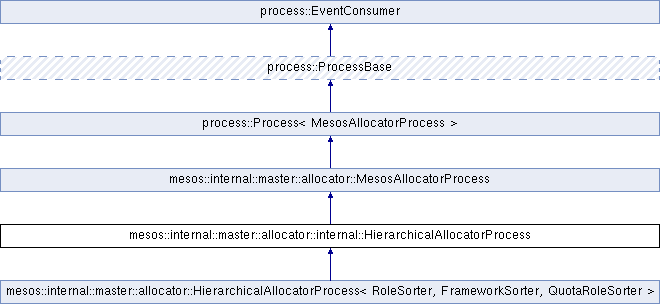 process::EventConsumer
process::ProcessBase
process::Process< MesosAllocatorProcess >
mesos::internal::master::allocator::MesosAllocatorProcess
mesos::internal::master::allocator::internal::HierarchicalAllocatorProcess
mesos::internal::master::allocator::HierarchicalAllocatorProcess< RoleSorter, FrameworkSorter, QuotaRoleSorter >